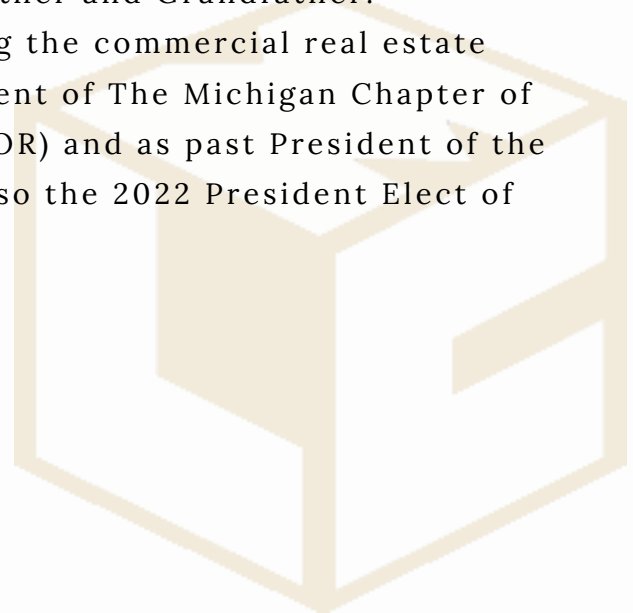 g the commercial real estate
ent of The Michigan Chapter of
OR) and as past President of the
so the 2022 President Elect of